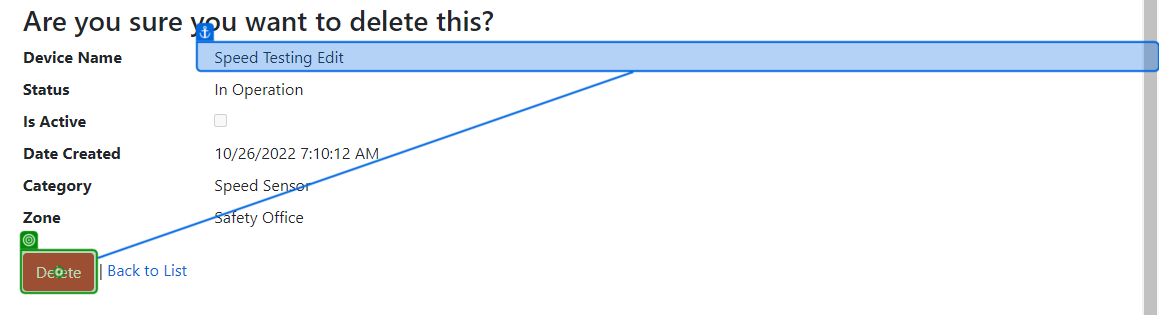 Are you sure you want to delete this?
Device Name Speed Testing Edit
Status In Operation
Is Active
Date Created 10/26/2022 7:10:12 AM
Category Speed Sensor
Zone Safety Office
Delete | Back to List